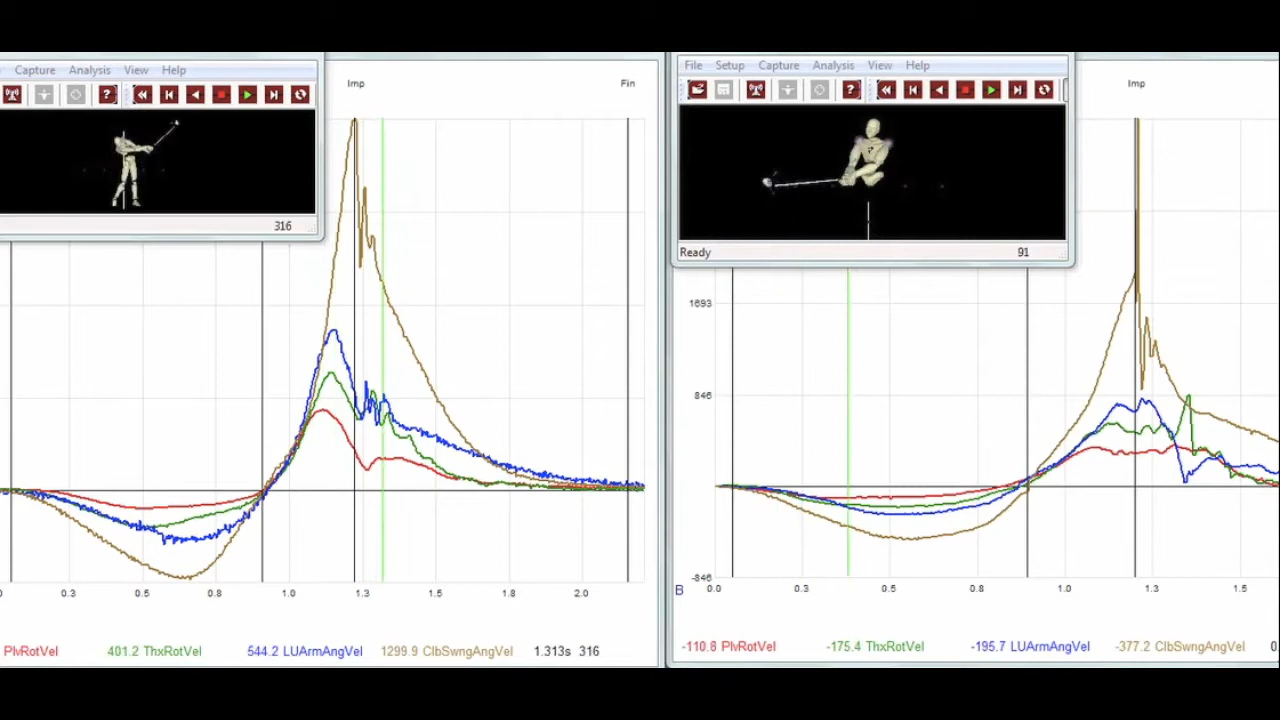 Capture Analysis View Help
316
Imp Fin
0.3 0.5 0.8 1.0 1.3 1.5 1.8 2.0
PlvRotVel 401.2 ThxRotVel 544.2 LUArmAngVel 1299.9 ClbSwngAngVel 1.313s 316
File Setup Capture Analysis View Help
Ready 91
Imp
1693
846
-846
B 0.0 0.3 0.5 0.8 1.0 1.3 1.5
-110.8 PlvRotVel -175.4 ThxRotVel -195.7 LUArmAngVel -377.2 ClbSwngAngVel